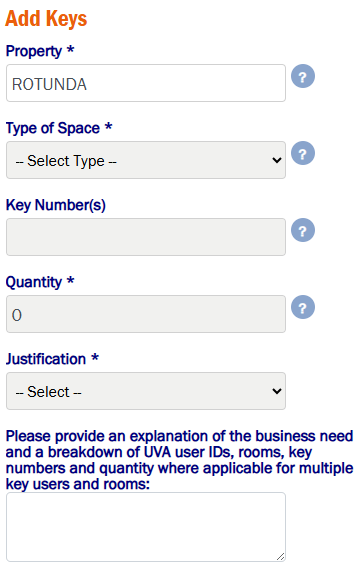 Add Keys
Property *
ROTUNDA
?
Type of Space *
-- Select Type --
?
Key Number(s)
?
Quantity *
0
?
Justification *
-- Select --
Please provide an explanation of the business need
and a breakdown of UVA user IDs, rooms, key
numbers and quantity where applicable for multiple
key users and rooms: